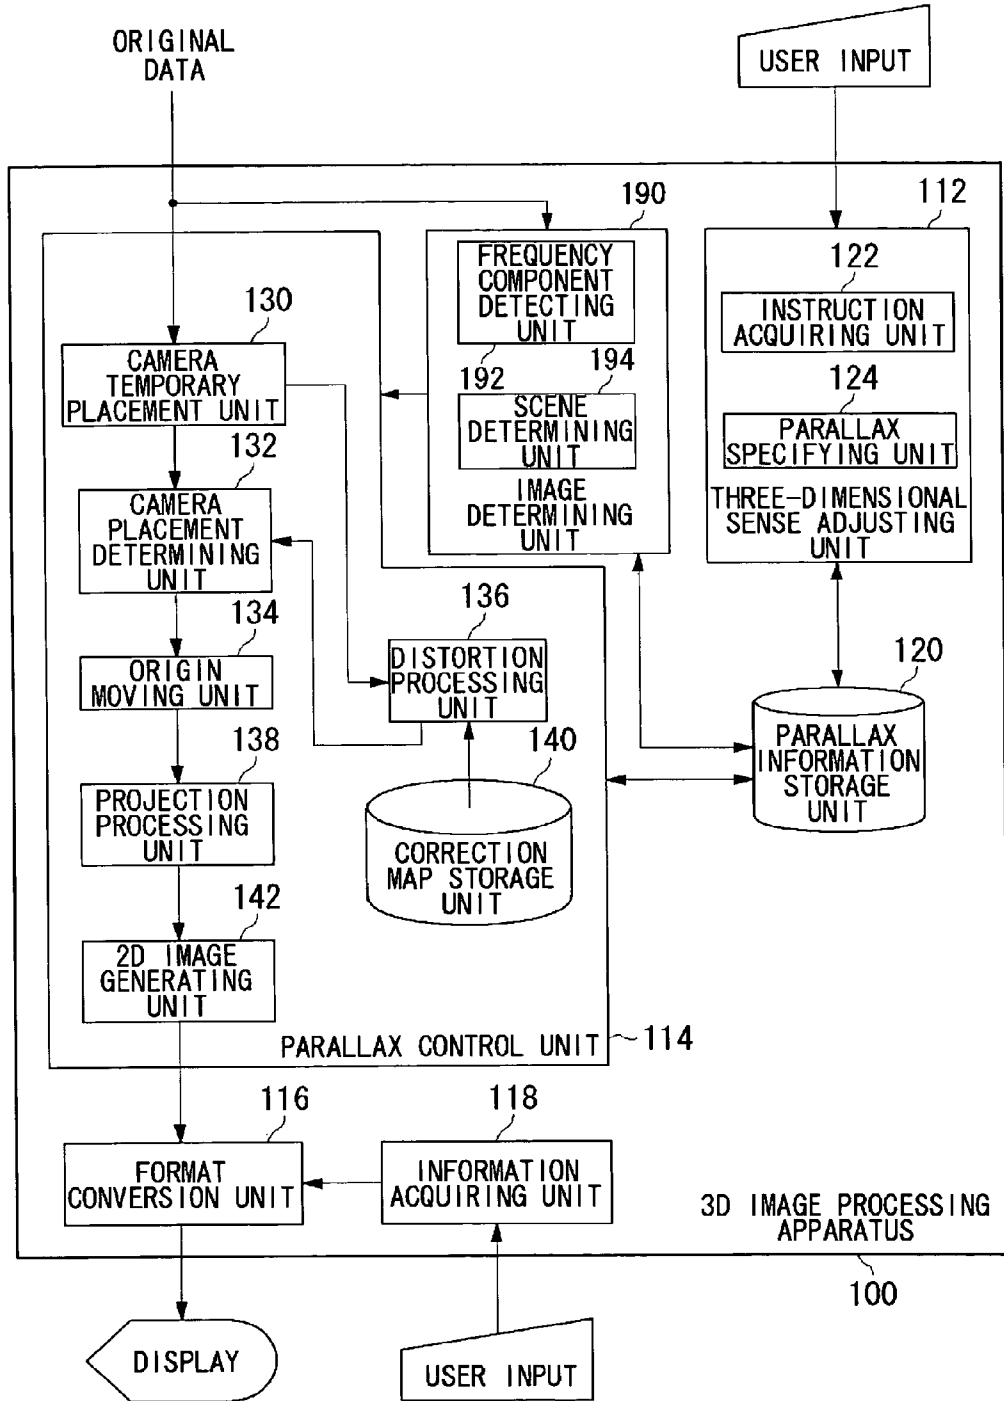 ORIGINAL
DATA
USER INPUT
190
112
FREQUENCY
COMPONENT
DETECTING
UNIT
192
194
SCENE
DETERMINING
UNIT
IMAGE
DETERMINING
UNIT
122
INSTRUCTION
ACQUIRING UNIT
124
PARALLAX
SPECIFYING UNIT
THREE-DIMENSIONAL
SENSE ADJUSTING
UNIT
130
CAMERA
TEMPORARY
PLACEMENT UNIT
132
CAMERA
PLACEMENT
DETERMINING
UNIT
134
ORIGIN
MOVING UNIT
136
DISTORTION
PROCESSING
UNIT
138
PROJECTION
PROCESSING
UNIT
140
CORRECTION
MAP STORAGE
UNIT
120
PARALLAX
INFORMATION
STORAGE
UNIT
142
2D IMAGE
GENERATING
UNIT
PARALLAX CONTROL UNIT
114
116
FORMAT
CONVERSION UNIT
118
INFORMATION
ACQUIRING UNIT
3D IMAGE PROCESSING
APPARATUS
100
DISPLAY
USER INPUT